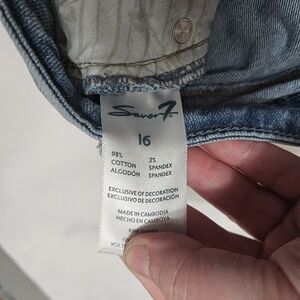 Seven7
16
98% 2%
COTTON SPANDEX
ALGODÓN SPANDEX
EXCLUSIVE OF DECORATION
EXCLUSIVO DE DECORACIÓN
MADE IN CAMBODIA
HECHO EN CAMBOYA